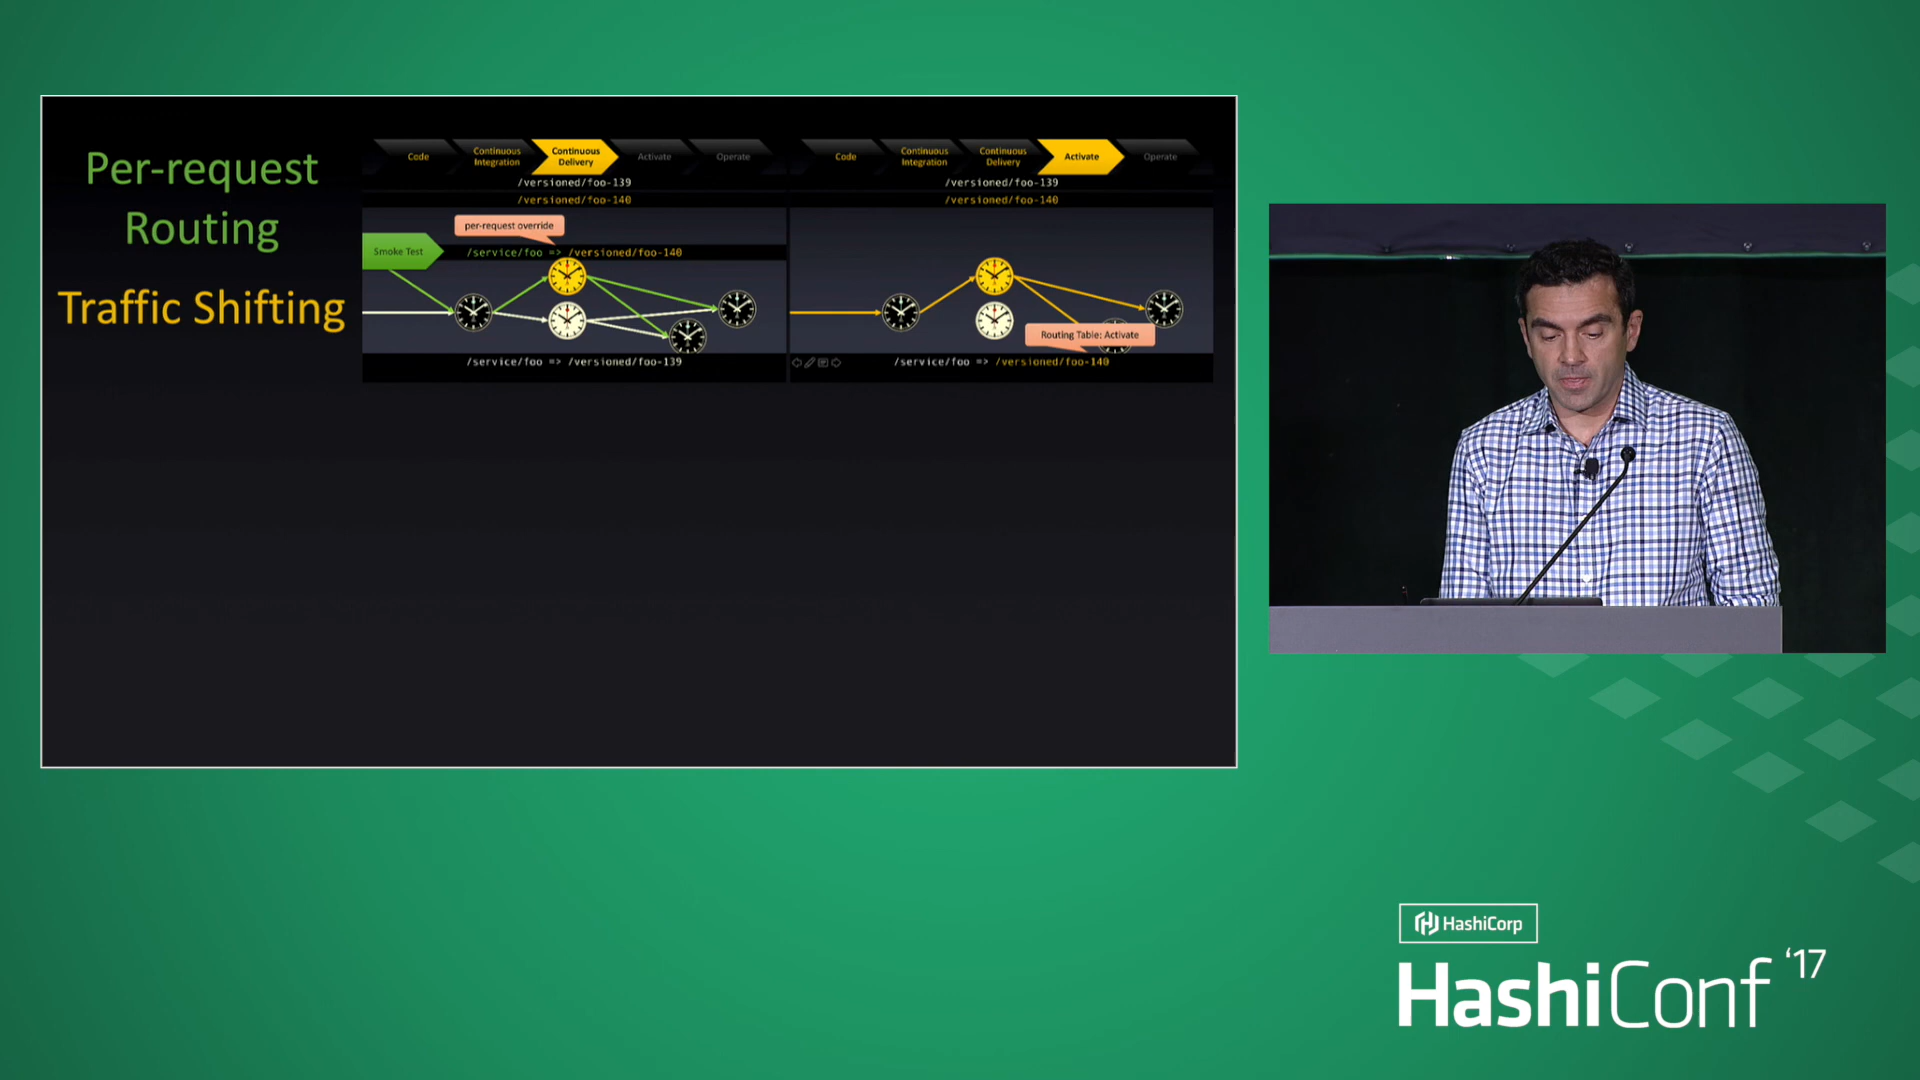 Per-request
Routing
Traffic Shifting
Code
Continuous
Integration
Continuous
Delivery
Activate
Operate
/versioned/foo-139
/versioned/foo-140
per-request override
Smoke Test
/service/foo => /versioned/foo-140
/service/foo => /versioned/foo-139
Code
Continuous
Integration
Continuous
Delivery
Activate
Operate
/versioned/foo-139
/versioned/foo-140
Routing Table: Activate
/service/foo => /versioned/foo-140
HashiCorp
HashiConf '17